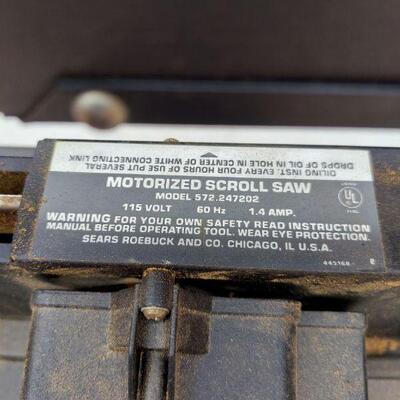 OILING INST. EVERY FOUR HOURS OF USE PUT SEVERAL
DROPS OF OIL IN HOLE IN CENTER OF WHITE CONNECTING LINK
MOTORIZED SCROLL SAW
MODEL 572.247202
115 VOLT 60 Hz 1.4 AMP.
UL
WARNING FOR YOUR OWN SAFETY READ INSTRUCTION
MANUAL BEFORE OPERATING TOOL. WEAR EYE PROTECTION.
SEARS ROEBUCK AND CO. CHICAGO, IL U.S.A.